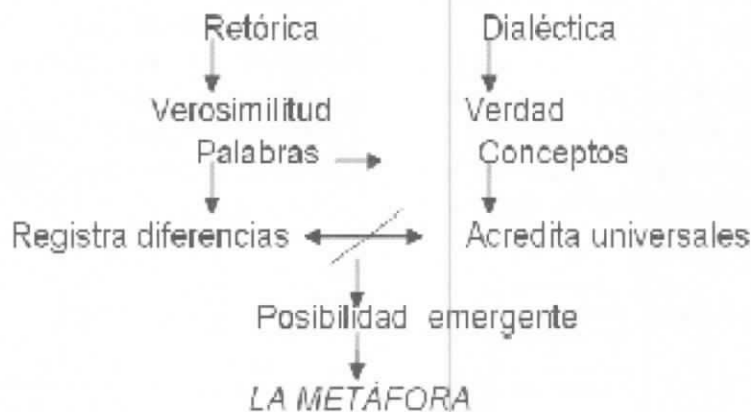 Retórica Dialéctica
Verosimilitud Verdad
Palabras Conceptos
Registra diferencias Acredita universales
Posibilidad emergente
LA METÁFORA